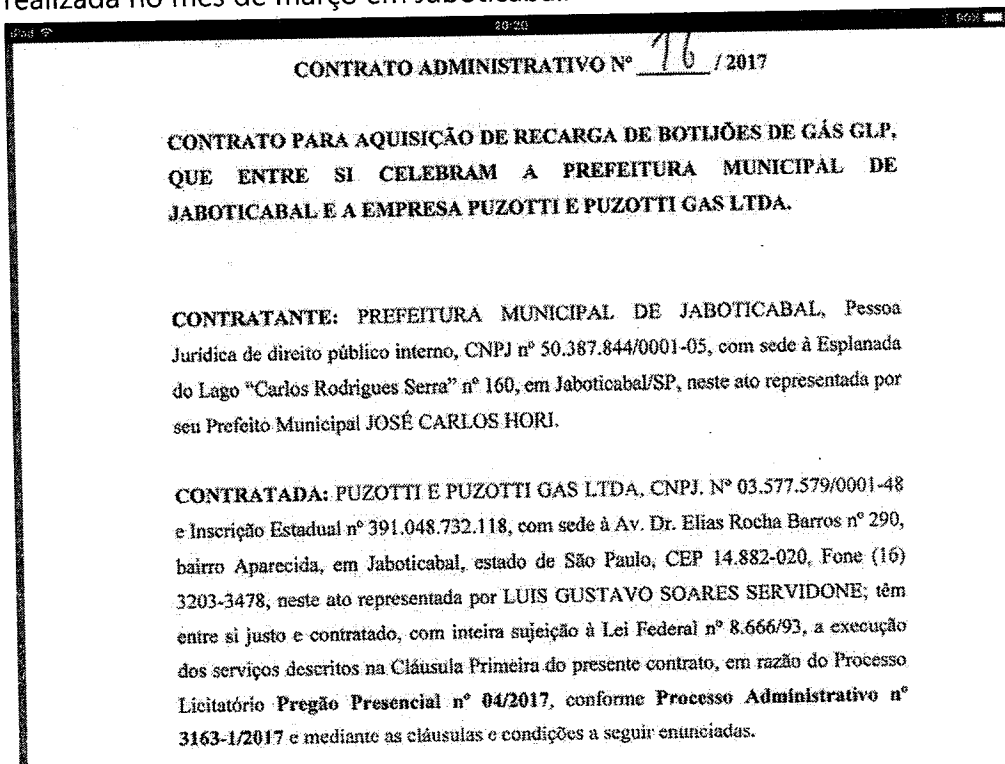 realizada no mês de março em Jaboticabal.
iPad 20:20 90%
CONTRATO ADMINISTRATIVO Nº 16 / 2017
CONTRATO PARA AQUISIÇÃO DE RECARGA DE BOTIJÕES DE GÁS GLP,
QUE ENTRE SI CELEBRAM A PREFEITURA MUNICIPAL DE
JABOTICABAL E A EMPRESA PUZOTTI E PUZOTTI GAS LTDA.
CONTRATANTE: PREFEITURA MUNICIPAL DE JABOTICABAL, Pessoa
Jurídica de direito público interno, CNPJ nº 50.387.844/0001-05, com sede à Esplanada
do Lago "Carlos Rodrigues Serra" nº 160, em Jaboticabal/SP, neste ato representada por
seu Prefeito Municipal JOSÉ CARLOS HORI.
CONTRATADA: PUZOTTI E PUZOTTI GAS LTDA, CNPJ. Nº 03.577.579/0001-48
e Inscrição Estadual nº 391.048.732.118, com sede à Av. Dr. Elias Rocha Barros nº 290,
bairro Aparecida, em Jaboticabal, estado de São Paulo, CEP 14.882-020, Fone (16)
3203-3478, neste ato representada por LUIS GUSTAVO SOARES SERVIDONE; têm
entre si justo e contratado, com inteira sujeição à Lei Federal nº 8.666/93, a execução
dos serviços descritos na Cláusula Primeira do presente contrato, em razão do Processo
Licitatório Pregão Presencial nº 04/2017, conforme Processo Administrativo nº
3163-1/2017 e mediante as cláusulas e condições a seguir enunciadas.